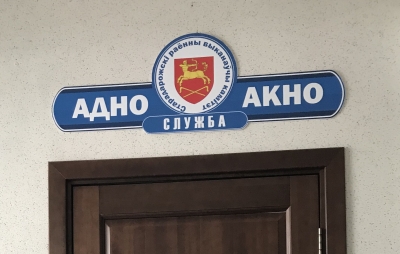 Старадарожскі раённы выканаўчы камітэт
АДНО АКНО
СЛУЖБА